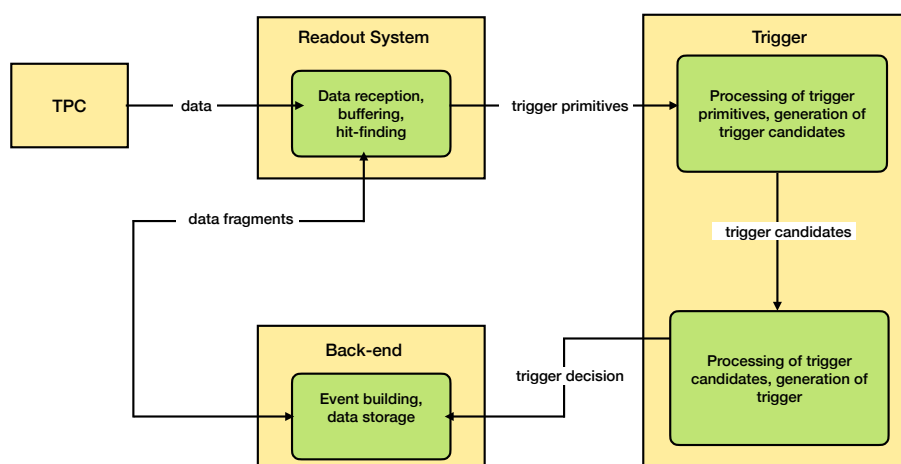 Readout System
Trigger
TPC
data
Data reception,
buffering,
hit-finding
trigger primitives
Processing of trigger
primitives, generation of
trigger candidates
data fragments
trigger candidates
Back-end
Event building,
data storage
trigger decision
Processing of trigger
candidates, generation of
trigger